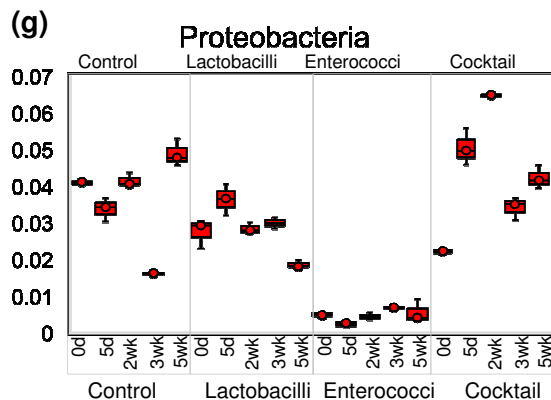 (g)
Proteobacteria
Control Lactobacilli Enterococci Cocktail
0.07
0.06
0.05
0.04
0.03
0.02
0.01
0
0d 5d 2wk 3wk 5wk 0d 5d 2wk 3wk 5wk 0d 5d 2wk 3wk 5wk 0d 5d 2wk 3wk 5wk
Control Lactobacilli Enterococci Cocktail